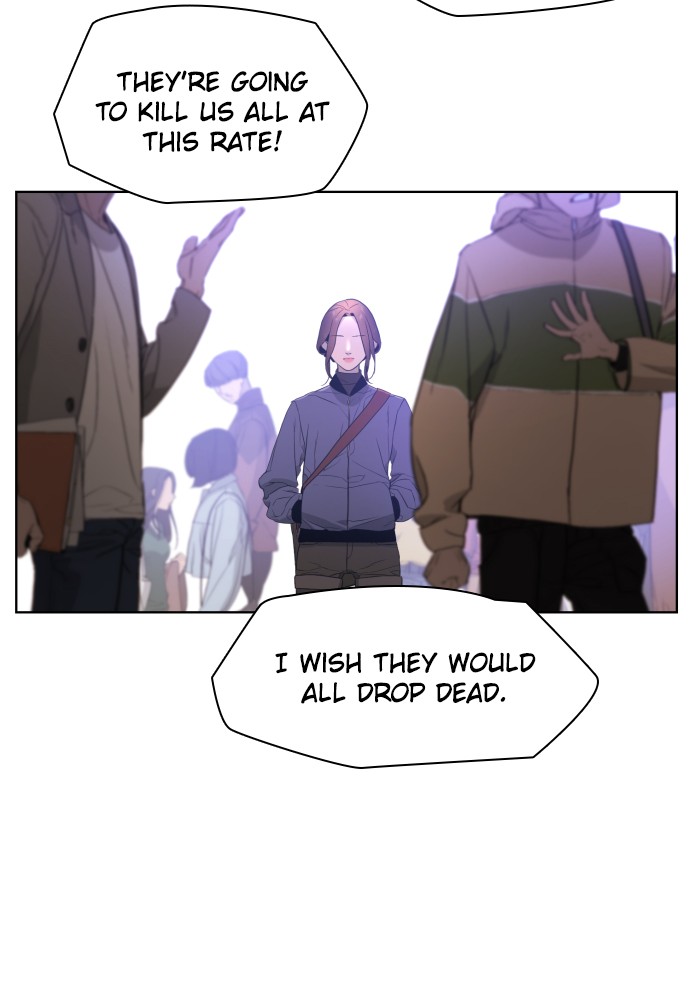 THEY'RE GOING
TO KILL US ALL AT
THIS RATE!
I WISH THEY WOULD
ALL DROP DEAD.